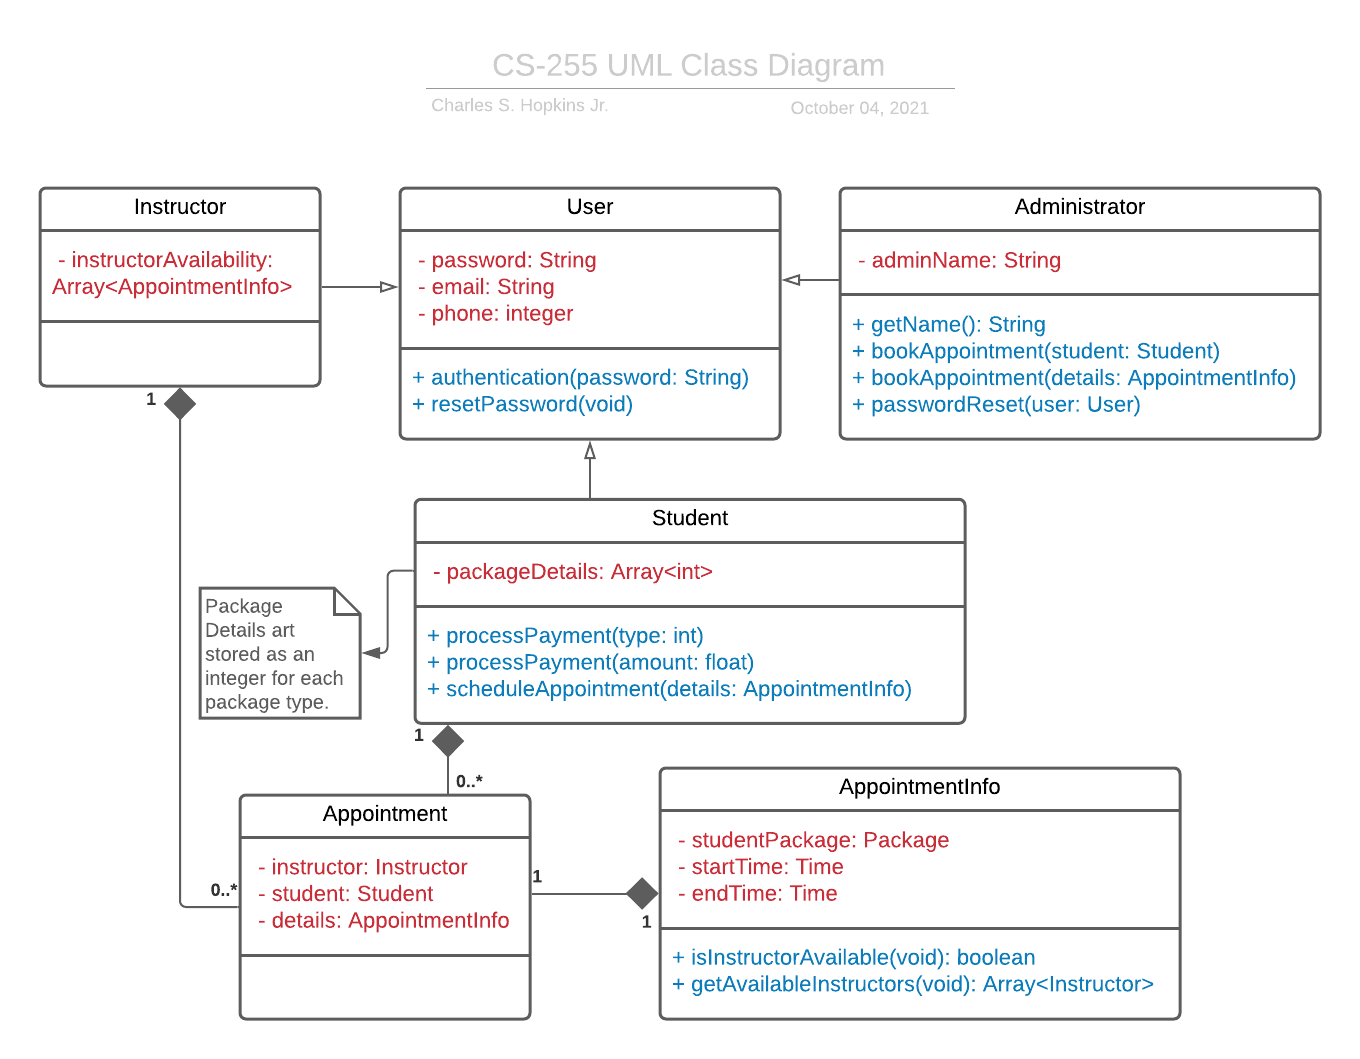 CS-255 UML Class Diagram
Charles S. Hopkins Jr.
October 04, 2021
Instructor
- instructorAvailability:
Array<AppointmentInfo>
User
- password: String
- email: String
- phone: integer
+ authentication(password: String)
+ resetPassword(void)
Administrator
- adminName: String
+ getName(): String
+ bookAppointment(student: Student)
+ bookAppointment(details: AppointmentInfo)
+ passwordReset(user: User)
1
Student
- packageDetails: Array<int>
+ processPayment(type: int)
+ processPayment(amount: float)
+ scheduleAppointment(details: AppointmentInfo)
Package
Details art
stored as an
integer for each
package type.
1
0..*
Appointment
- instructor: Instructor
- student: Student
- details: AppointmentInfo
0..*
1
1
AppointmentInfo
- studentPackage: Package
- startTime: Time
- endTime: Time
+ isInstructorAvailable(void): boolean
+ getAvailableInstructors(void): Array<Instructor>